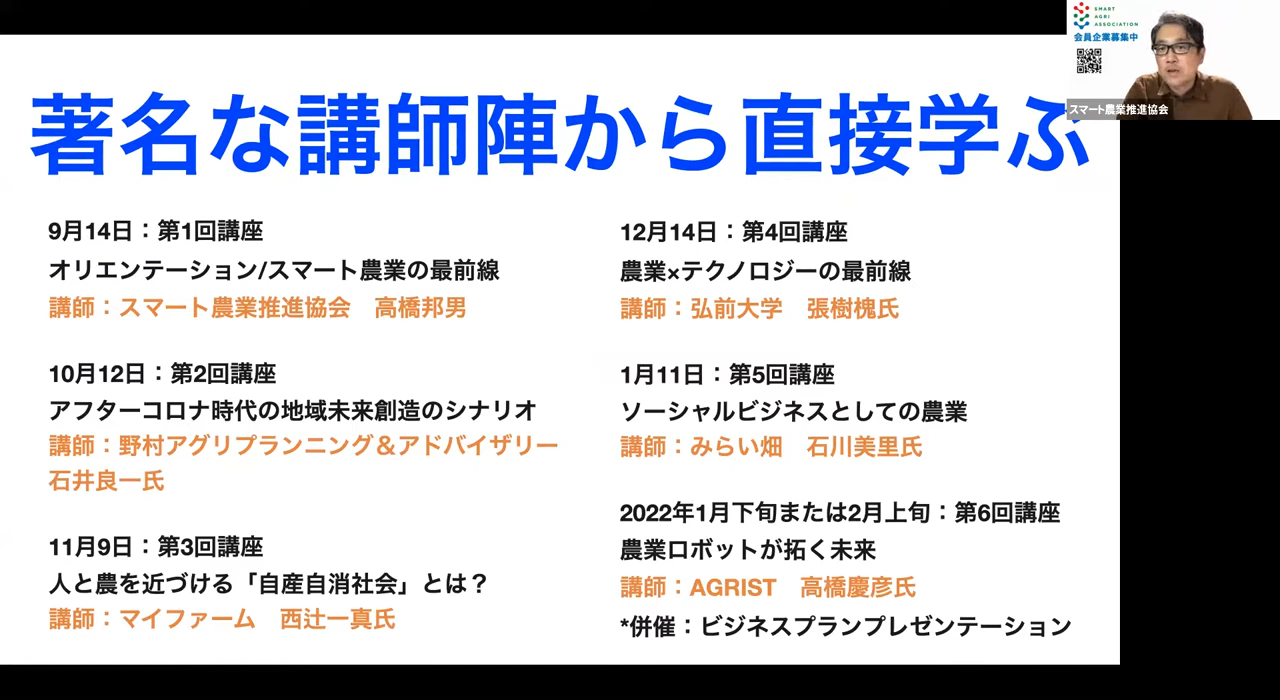 著名な講師陣から直接学ぶ
9月14日：第1回講座
オリエンテーション/スマート農業の最前線
講師：スマート農業推進協会　高橋邦男
10月12日：第2回講座
アフターコロナ時代の地域未来創造のシナリオ
講師：野村アグリプランニング＆アドバイザリー
石井良一氏
11月9日：第3回講座
人と農を近づける「自産自消社会」とは？
講師：マイファーム　西辻一真氏
12月14日：第4回講座
農業×テクノロジーの最前線
講師：弘前大学　張樹槐氏
1月11日：第5回講座
ソーシャルビジネスとしての農業
講師：みらい畑　石川美里氏
2022年1月下旬または2月上旬：第6回講座
農業ロボットが拓く未来
講師：AGRIST　高橋慶彦氏
*併催：ビジネスプランプレゼンテーション
SMART
AGRI
ASSOCIATION
会員企業募集中
スマート農業推進協会